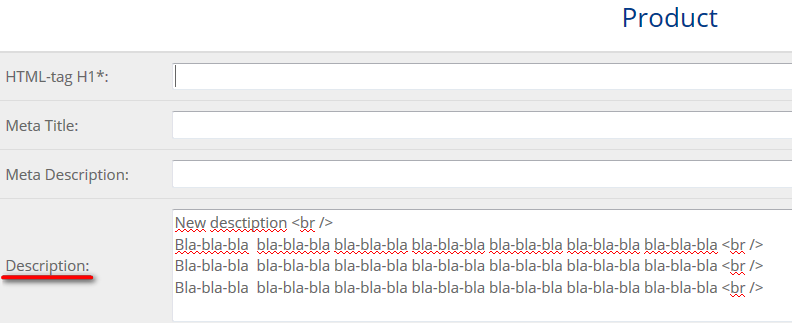 Product
HTML-tag H1*:
Meta Title:
Meta Description:
Description:
New desctiption <br />
Bla-bla-bla  bla-bla-bla bla-bla-bla bla-bla-bla bla-bla-bla bla-bla-bla bla-bla-bla <br />
Bla-bla-bla  bla-bla-bla bla-bla-bla bla-bla-bla bla-bla-bla bla-bla-bla bla-bla-bla <br />
Bla-bla-bla  bla-bla-bla bla-bla-bla bla-bla-bla bla-bla-bla bla-bla-bla bla-bla-bla <br />